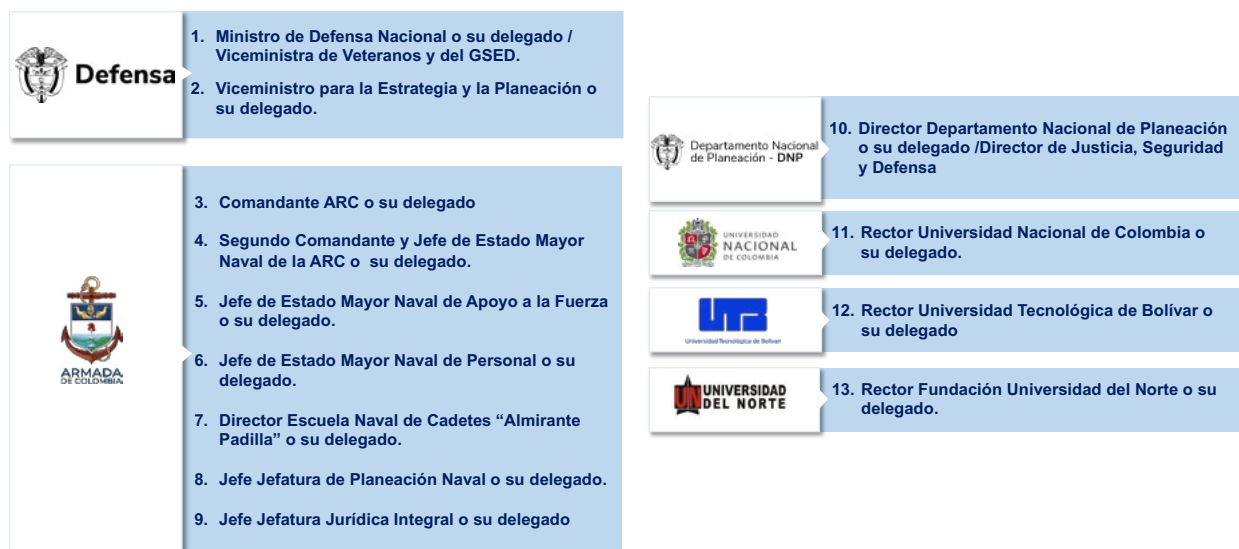 Defensa
1. Ministro de Defensa Nacional o su delegado /
Viceministra de Veteranos y del GSED.
2. Viceministro para la Estrategia y la Planeación o
su delegado.
ARMADA
DE COLOMBIA
3. Comandante ARC o su delegado
4. Segundo Comandante y Jefe de Estado Mayor
Naval de la ARC o su delegado.
5. Jefe de Estado Mayor Naval de Apoyo a la Fuerza
o su delegado.
6. Jefe de Estado Mayor Naval de Personal o su
delegado.
7. Director Escuela Naval de Cadetes “Almirante
Padilla” o su delegado.
8. Jefe Jefatura de Planeación Naval o su delegado.
9. Jefe Jefatura Jurídica Integral o su delegado
Departamento Nacional
de Planeación - DNP
10. Director Departamento Nacional de Planeación
o su delegado /Director de Justicia, Seguridad
y Defensa
UNIVERSIDAD
NACIONAL
DE COLOMBIA
11. Rector Universidad Nacional de Colombia o
su delegado.
UTB
Universidad Tecnológica de Bolívar
12. Rector Universidad Tecnológica de Bolívar o
su delegado
UN UNIVERSIDAD
DEL NORTE
13. Rector Fundación Universidad del Norte o su
delegado.